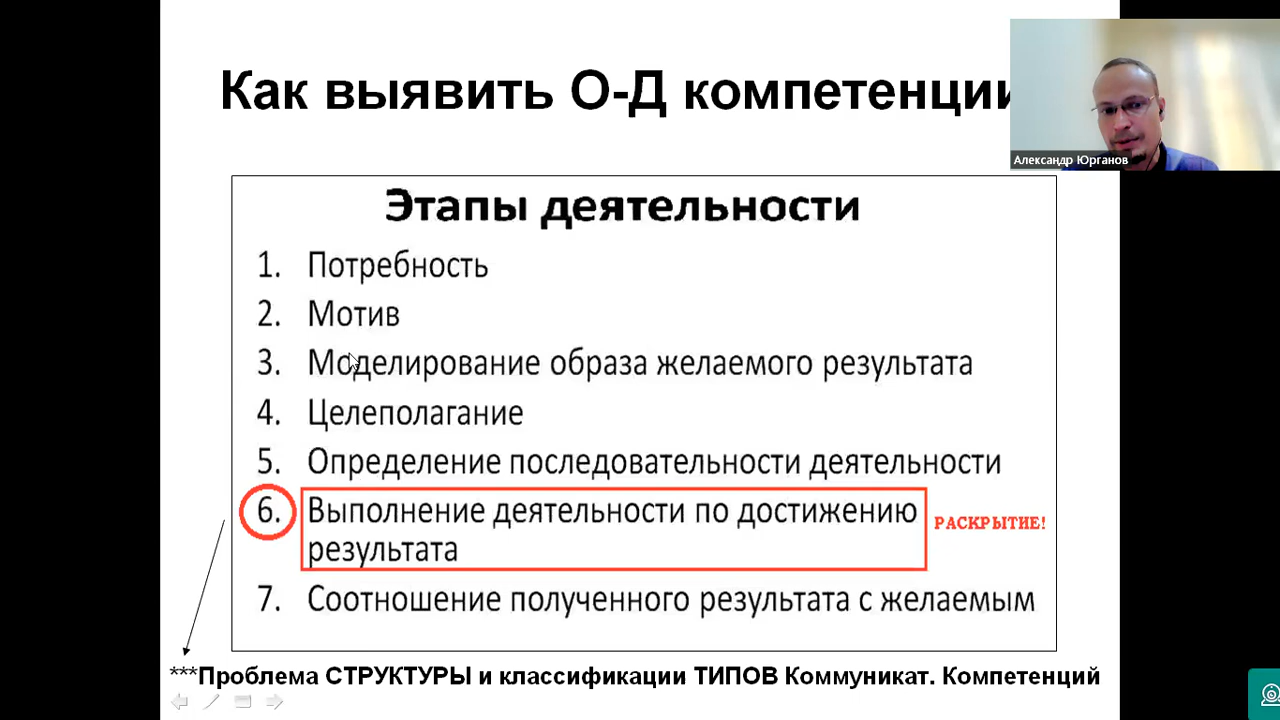 Как выявить О-Д компетенции
Александр Юрганов
Этапы деятельности
1. Потребность
2. Мотив
3. Моделирование образа желаемого результата
4. Целеполагание
5. Определение последовательности деятельности
6. Выполнение деятельности по достижению
результата
РАСКРЫТИЕ!
7. Соотношение полученного результата с желаемым
***Проблема СТРУКТУРЫ и классификации ТИПОВ Коммуникат. Компетенций